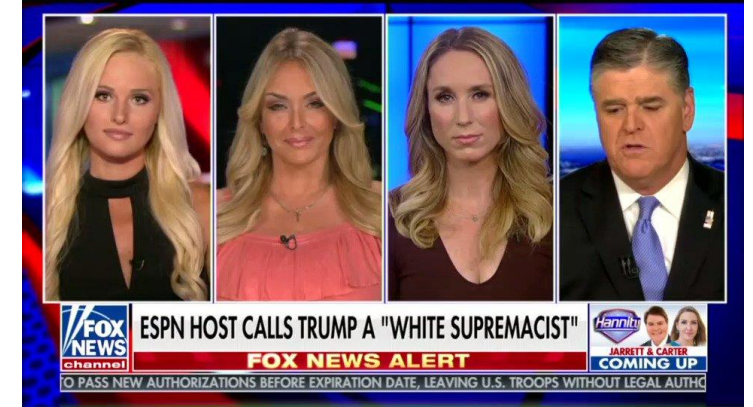 FOX
NEWS
channel
ESPN HOST CALLS TRUMP A "WHITE SUPREMACIST"
FOX NEWS ALERT
Hannity
JARRETT & CARTER
COMING UP
O PASS NEW AUTHORIZATIONS BEFORE EXPIRATION DATE, LEAVING U.S. TROOPS WITHOUT LEGAL AUTHO